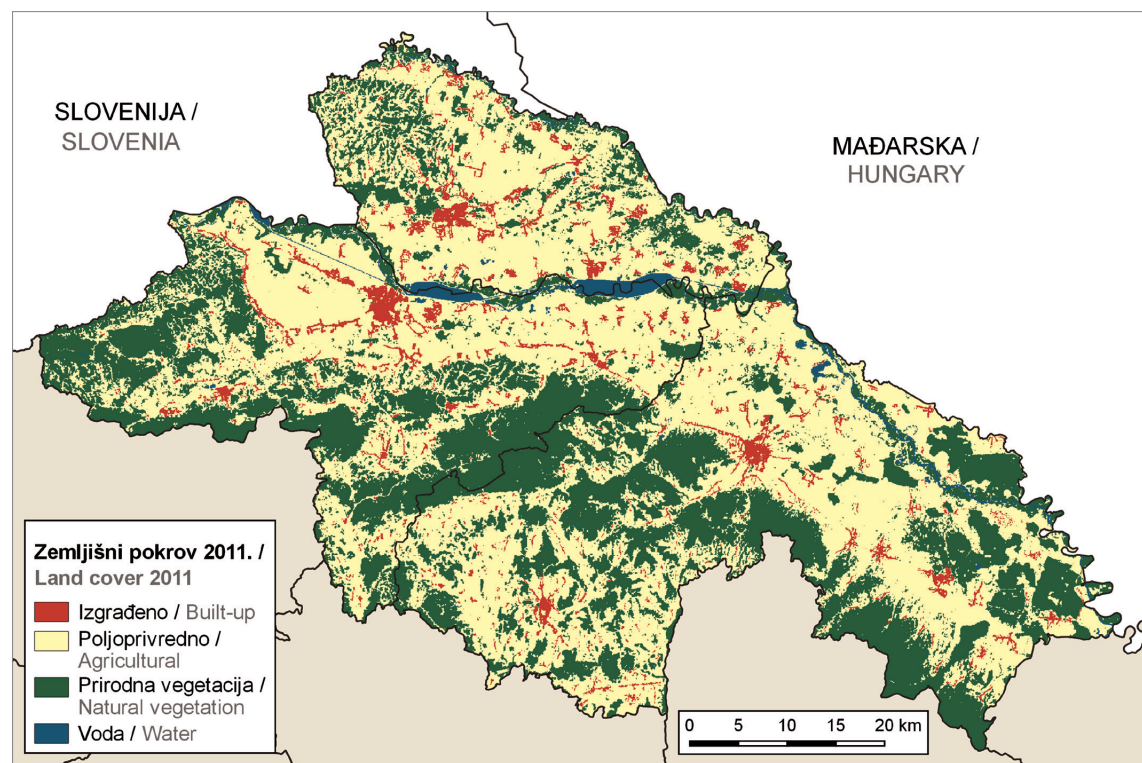 SLOVENIJA /
SLOVENIA
MAĐARSKA /
HUNGARY
Zemljišni pokrov 2011. /
Land cover 2011
Izgrađeno / Built-up
Poljoprivredno /
Agricultural
Prirodna vegetacija /
Natural vegetation
Voda / Water
0 5 10 15 20 km